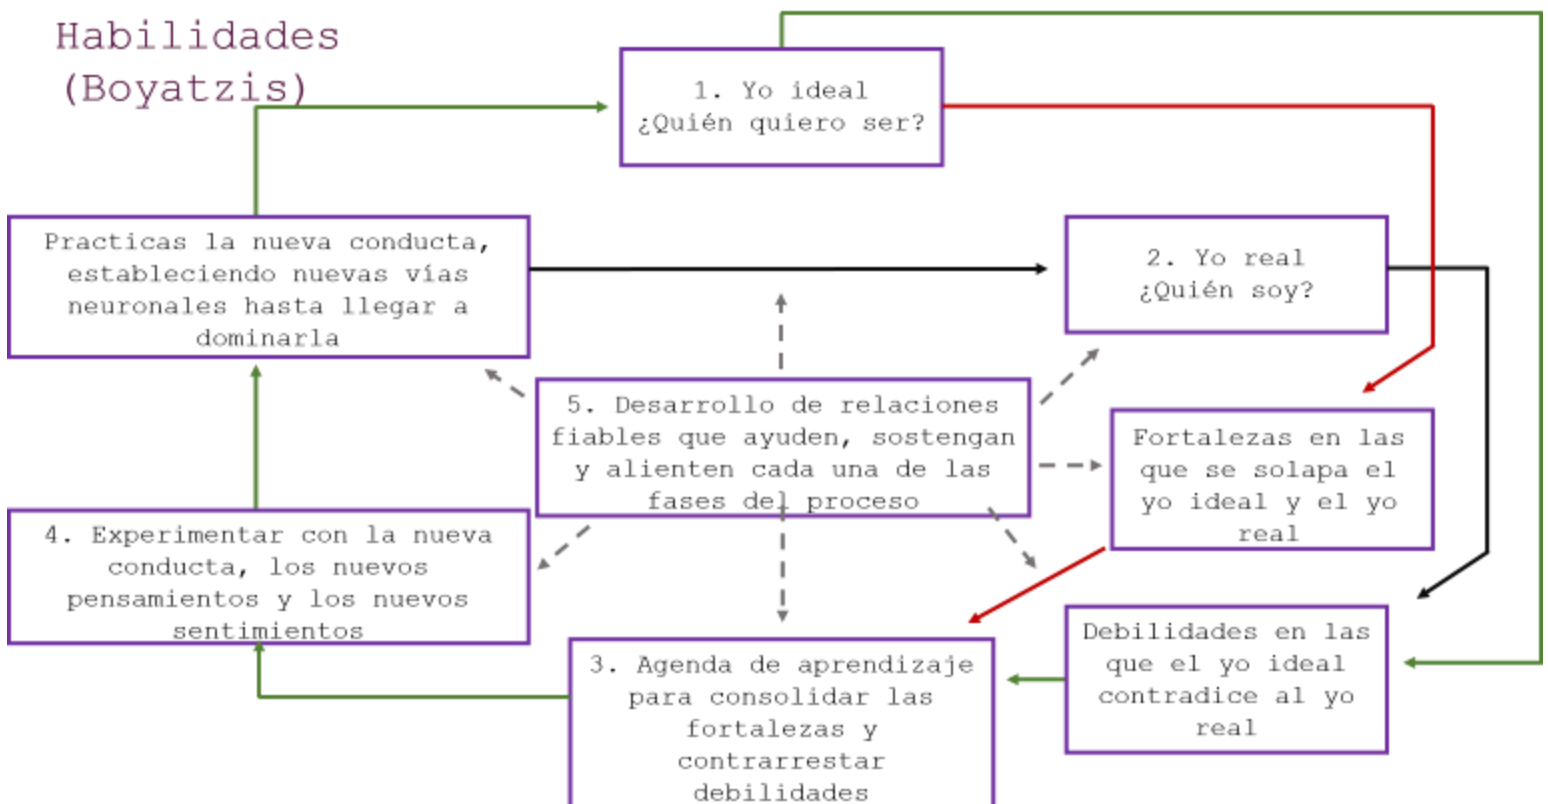 Habilidades
(Boyatzis)
1. Yo ideal
¿Quién quiero ser?
Practicas la nueva conducta,
estableciendo nuevas vías
neuronales hasta llegar a
dominarla
2. Yo real
¿Quién soy?
5. Desarrollo de relaciones
fiables que ayuden, sostengan
y alienten cada una de las
fases del proceso
Fortalezas en las
que se solapa el
yo ideal y el yo
real
4. Experimentar con la nueva
conducta, los nuevos
pensamientos y los nuevos
sentimientos
Debilidades en las
que el yo ideal
contradice al yo
real
3. Agenda de aprendizaje
para consolidar las
fortalezas y
contrarrestar
debilidades